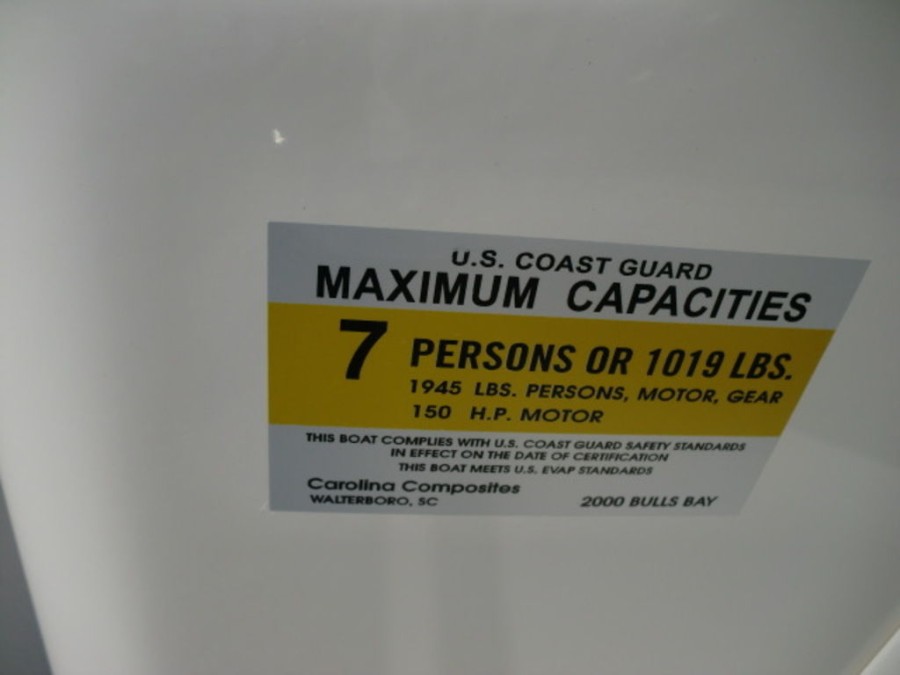 U.S. COAST GUARD
MAXIMUM CAPACITIES
7 PERSONS OR 1019 LBS.
1945 LBS. PERSONS, MOTOR, GEAR
150 H.P. MOTOR
THIS BOAT COMPLIES WITH U.S. COAST GUARD SAFETY STANDARDS
IN EFFECT ON THE DATE OF CERTIFICATION
THIS BOAT MEETS U.S. EVAP STANDARDS
Carolina Composites
WALTERBORO, SC 2000 BULLS BAY